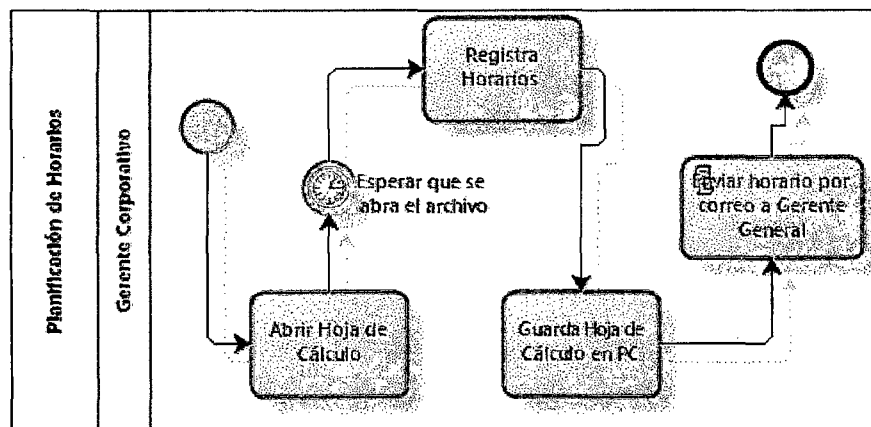 Planificación de Horarios
Gerente Corporativo
Registra
Horarios
Esperar que se
abra el archivo
Abrir Hoja de
Cálculo
Guarda Hoja de
Cálculo en PC
Enviar horario por
correo a Gerente
General